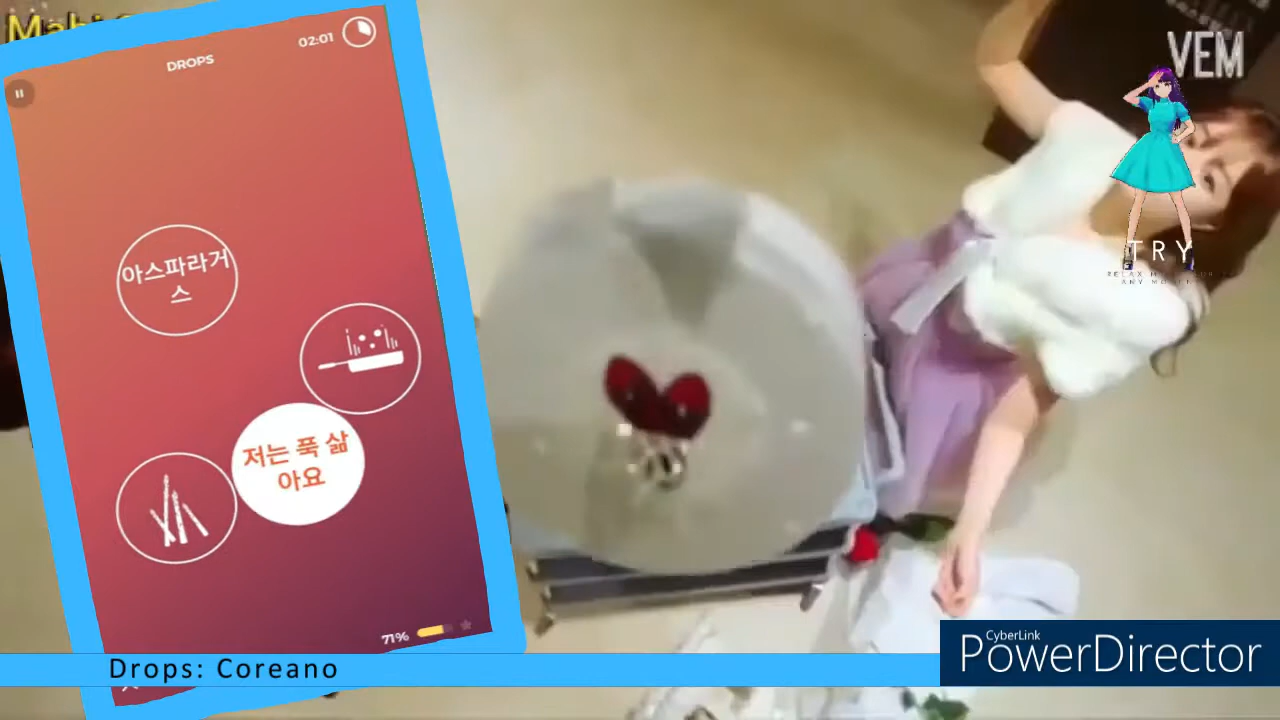 VEM
02:01
DROPS
아스파라거
스
저는 푹 삶
아요
TRY
71%
CyberLink
PowerDirector
Drops: Coreano